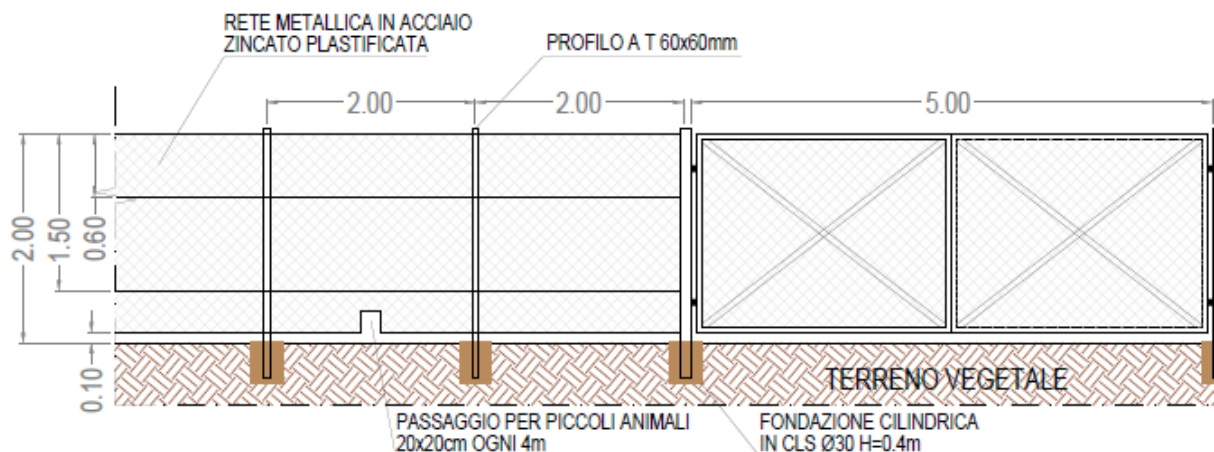 RETE METALLICA IN ACCIAIO
ZINCATO PLASTIFICATA
PROFILO A T 60x60mm
2.00
2.00
5.00
2.00
1.50
0.60
0.10
TERRENO VEGETALE
PASSAGGIO PER PICCOLI ANIMALI
20x20cm OGNI 4m
FONDAZIONE CILINDRICA
IN CLS Ø30 H=0.4m